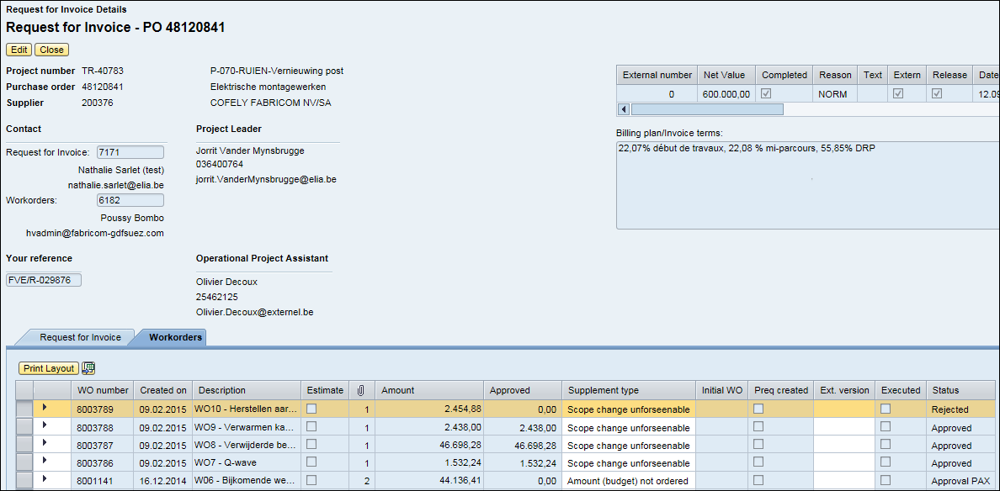 Request for Invoice Details
Request for Invoice - PO 48120841
Edit Close
Project number TR-40783 P-070-RUIEN-Vernieuwing post
Purchase order 48120841 Elektrische montagewerken
Supplier 200376 COFELY FABRICOM NV/SA
External number Net Value Completed Reason Text Extern Release Date
0 600.000,00 NORM 12.09
Contact
Request for Invoice: 7171
Nathalie Sarlet (test)
nathalie.sarlet@elia.be
Workorders: 6182
Poussy Bombo
hvadmin@fabricom-gdfsuez.com
Project Leader
Jorrit Vander Mynsbrugge
036400764
jorrit.VanderMynsbrugge@elia.be
Billing plan/Invoice terms:
22,07% début de travaux, 22,08 % mi-parcours, 55,85% DRP
Your reference
FVE/R-029876
Operational Project Assistant
Olivier Decoux
25462125
Olivier.Decoux@externel.be
Request for Invoice Workorders
Print Layout
WO number Created on Description Estimate Amount Approved Supplement type Initial WO Preq created Ext. version Executed Status
8003789 09.02.2015 WO10 - Herstellen aar... 1 2.454,88 0,00 Scope change unforseenable Rejected
8003788 09.02.2015 WO9 - Verwarmen ka... 1 2.438,00 2.438,00 Scope change unforseenable Approved
8003787 09.02.2015 WO8 - Verwijderde be... 1 46.698,28 46.698,28 Scope change unforseenable Approved
8003786 09.02.2015 WO7 - Q-wave 1 1.532,24 1.532,24 Scope change unforseenable Approved
8001141 16.12.2014 W06 - Bijkomende we... 2 44.136,41 0,00 Amount (budget) not ordered Approval PAX